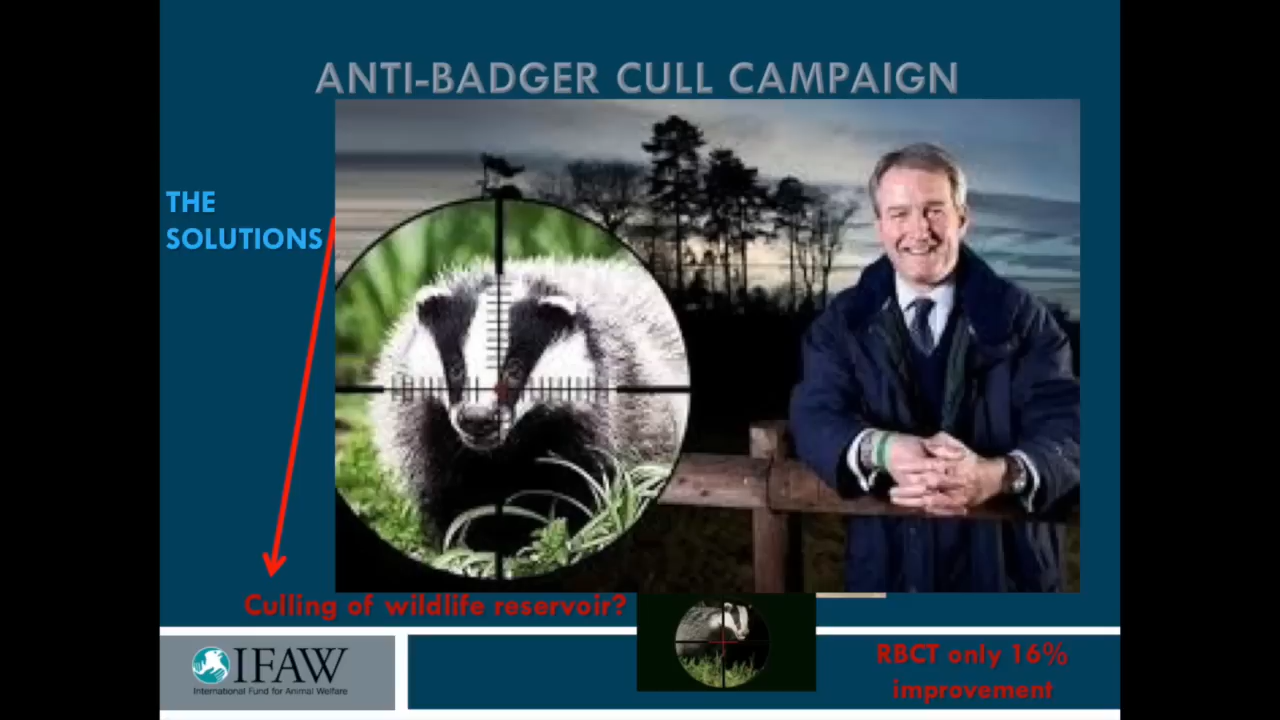 ANTI-BADGER CULL CAMPAIGN
THE
SOLUTIONS
Culling of wildlife reservoir?
IFAW
International Fund for Animal Welfare
RBCT only 16%
improvement